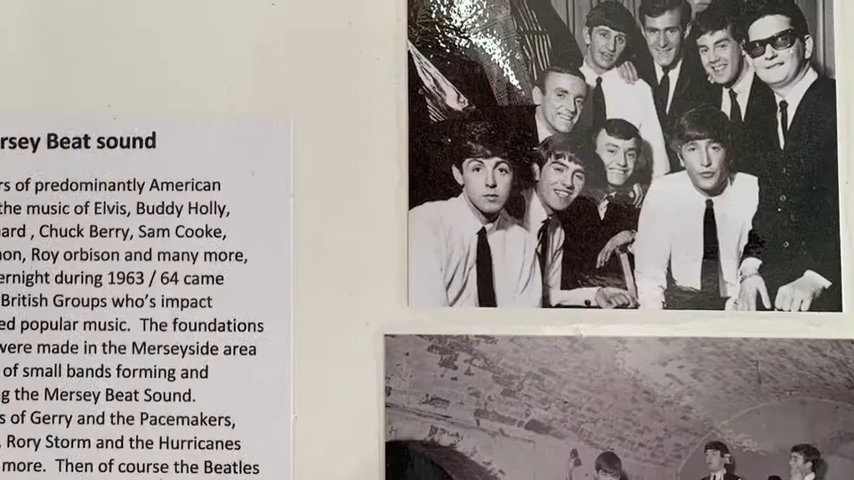 ersey Beat sound
rs of predominantly American
the music of Elvis, Buddy Holly,
ard , Chuck Berry, Sam Cooke,
on, Roy orbison and many more,
ernight during 1963 / 64 came
British Groups who's impact
ed popular music. The foundations
were made in the Merseyside area
of small bands forming and
g the Mersey Beat Sound.
s of Gerry and the Pacemakers,
, Rory Storm and the Hurricanes
more. Then of course the Beatles